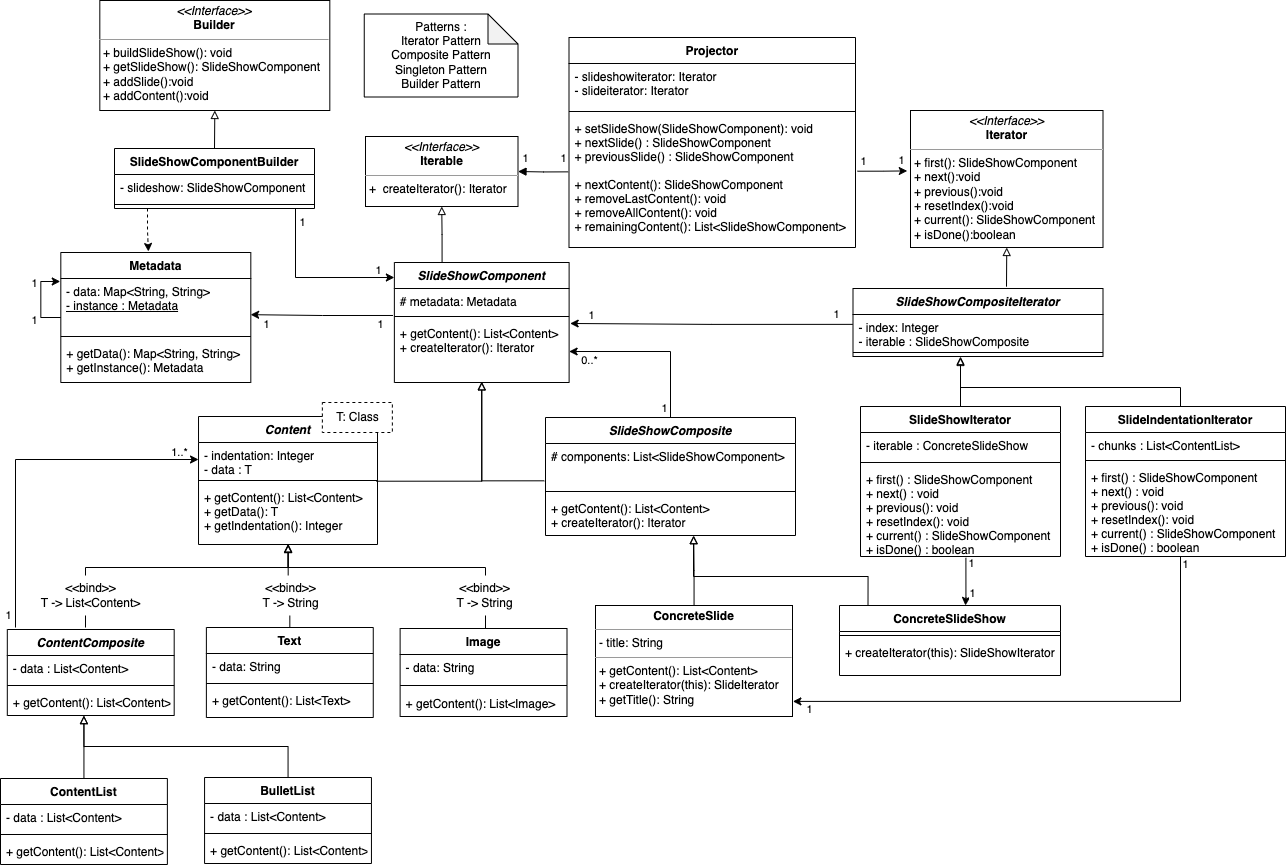 <<Interface>>
Builder
+ buildSlideShow(): void
+ getSlideShow(): SlideShowComponent
+ addSlide():void
+ addContent():void
Patterns :
Iterator Pattern
Composite Pattern
Singleton Pattern
Builder Pattern
Projector
- slideshowiterator: Iterator
- slideiterator: Iterator
+ setSlideShow(SlideShowComponent): void
+ nextSlide() : SlideShowComponent
+ previousSlide() : SlideShowComponent
+ nextContent(): SlideShowComponent
+ removeLastContent(): void
+ removeAllContent(): void
+ remainingContent(): List<SlideShowComponent>
<<Interface>>
Iterator
+ first(): SlideShowComponent
+ next():void
+ previous():void
+ resetIndex():void
+ current(): SlideShowComponent
+ isDone():boolean
<<Interface>>
Iterable
+ createIterator(): Iterator
1
1
1
1
SlideShowComponentBuilder
- slideshow: SlideShowComponent
1
1
Metadata
- data: Map<String, String>
- instance : Metadata
+ getData(): Map<String, String>
+ getInstance(): Metadata
1
1
1
1
SlideShowComponent
# metadata: Metadata
+ getContent(): List<Content>
+ createIterator(): Iterator
1
1
0..*
1
SlideShowCompositeIterator
- index: Integer
- iterable : SlideShowComposite
T: Class
Content
- indentation: Integer
- data : T
+ getContent(): List<Content>
+ getData(): T
+ getIndentation(): Integer
1..*
1
SlideShowComposite
# components: List<SlideShowComponent>
+ getContent(): List<Content>
+ createIterator(): Iterator
SlideShowIterator
- iterable : ConcreteSlideShow
+ first() : SlideShowComponent
+ next() : void
+ previous(): void
+ resetIndex(): void
+ current() : SlideShowComponent
+ isDone() : boolean
SlideIndentationIterator
- chunks : List<ContentList>
+ first() : SlideShowComponent
+ next() : void
+ previous() : void
+ resetIndex() : void
+ current() : SlideShowComponent
+ isDone() : boolean
1
1
1
1
<<bind>>
T -> List<Content>
<<bind>>
T -> String
<<bind>>
T -> String
ContentComposite
- data : List<Content>
+ getContent(): List<Content>
Text
- data: String
+ getContent(): List<Text>
Image
- data: String
+ getContent(): List<Image>
ConcreteSlide
- title: String
+ getContent(): List<Content>
+ createIterator(this): SlideIterator
+ getTitle(): String
ConcreteSlideShow
+ createIterator(this): SlideShowIterator
ContentList
- data : List<Content>
+ getContent(): List<Content>
BulletList
- data : List<Content>
+ getContent(): List<Content>